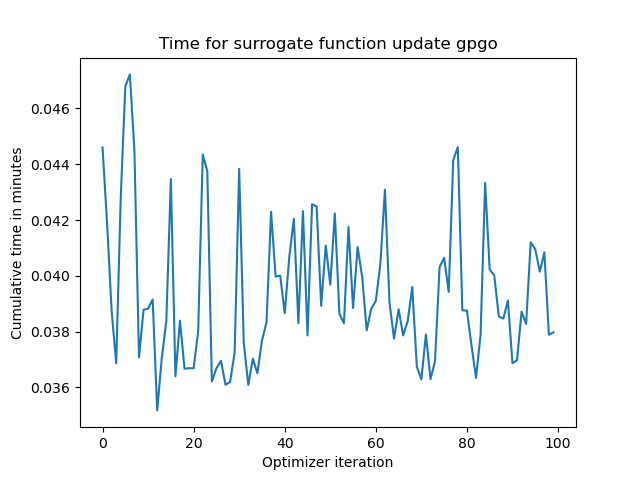 Time for surrogate function update gpgo
Cumulative time in minutes
0.046
0.044
0.042
0.040
0.038
0.036
0 20 40 60 80 100
Optimizer iteration